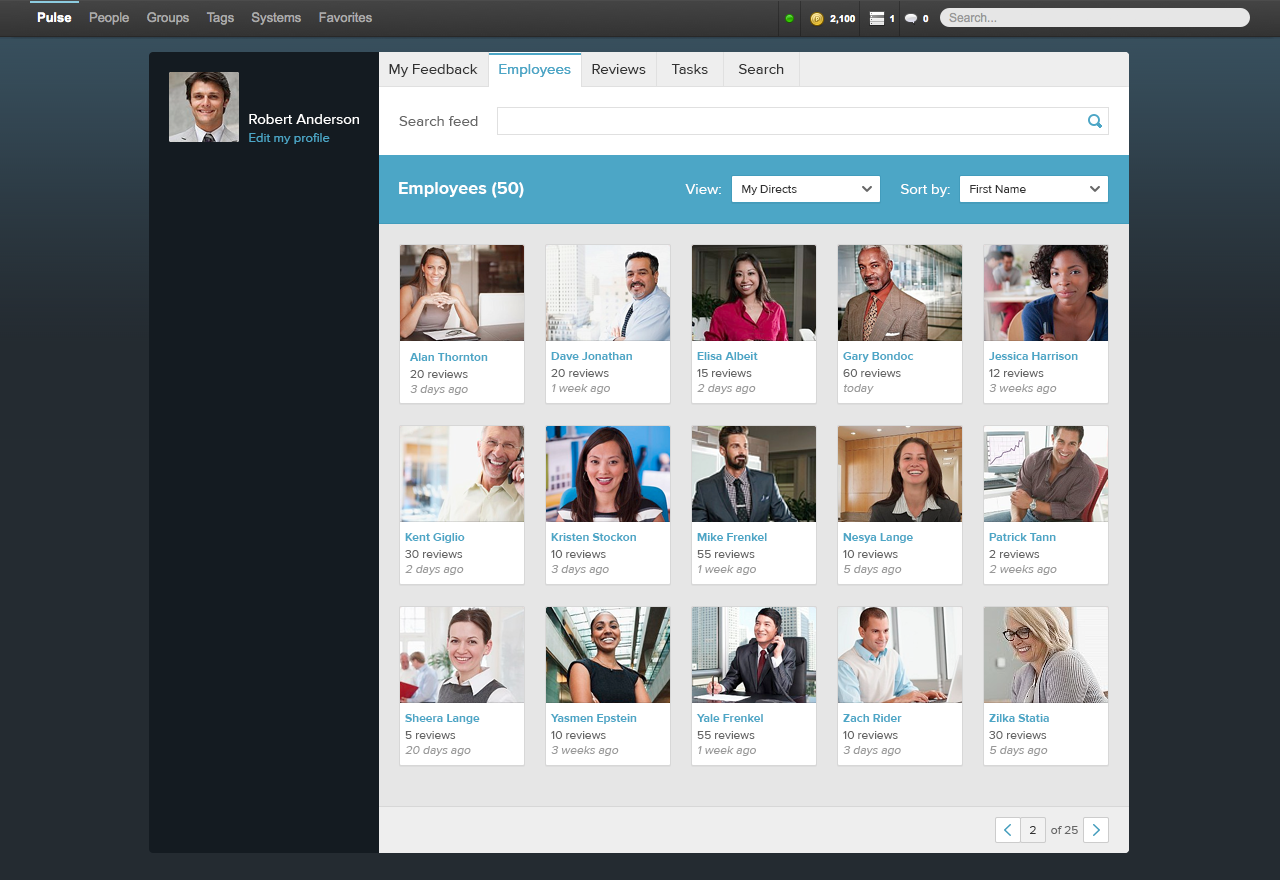 Pulse People Groups Tags Systems Favorites 2,100 1 0 Search...
Robert Anderson
Edit my profile
My Feedback Employees Reviews Tasks Search
Search feed
Employees (50) View: My Directs Sort by: First Name
Alan Thornton
20 reviews
3 days ago
Dave Jonathan
20 reviews
1 week ago
Elisa Albeit
15 reviews
2 days ago
Gary Bondoc
60 reviews
today
Jessica Harrison
12 reviews
3 weeks ago
Kent Giglio
30 reviews
2 days ago
Kristen Stockon
10 reviews
3 days ago
Mike Frenkel
55 reviews
1 week ago
Nesya Lange
10 reviews
5 days ago
Patrick Tann
2 reviews
2 weeks ago
Sheera Lange
5 reviews
20 days ago
Yasmen Epstein
10 reviews
3 weeks ago
Yale Frenkel
55 reviews
1 week ago
Zach Rider
10 reviews
3 days ago
Zilka Statia
30 reviews
5 days ago
2 of 25